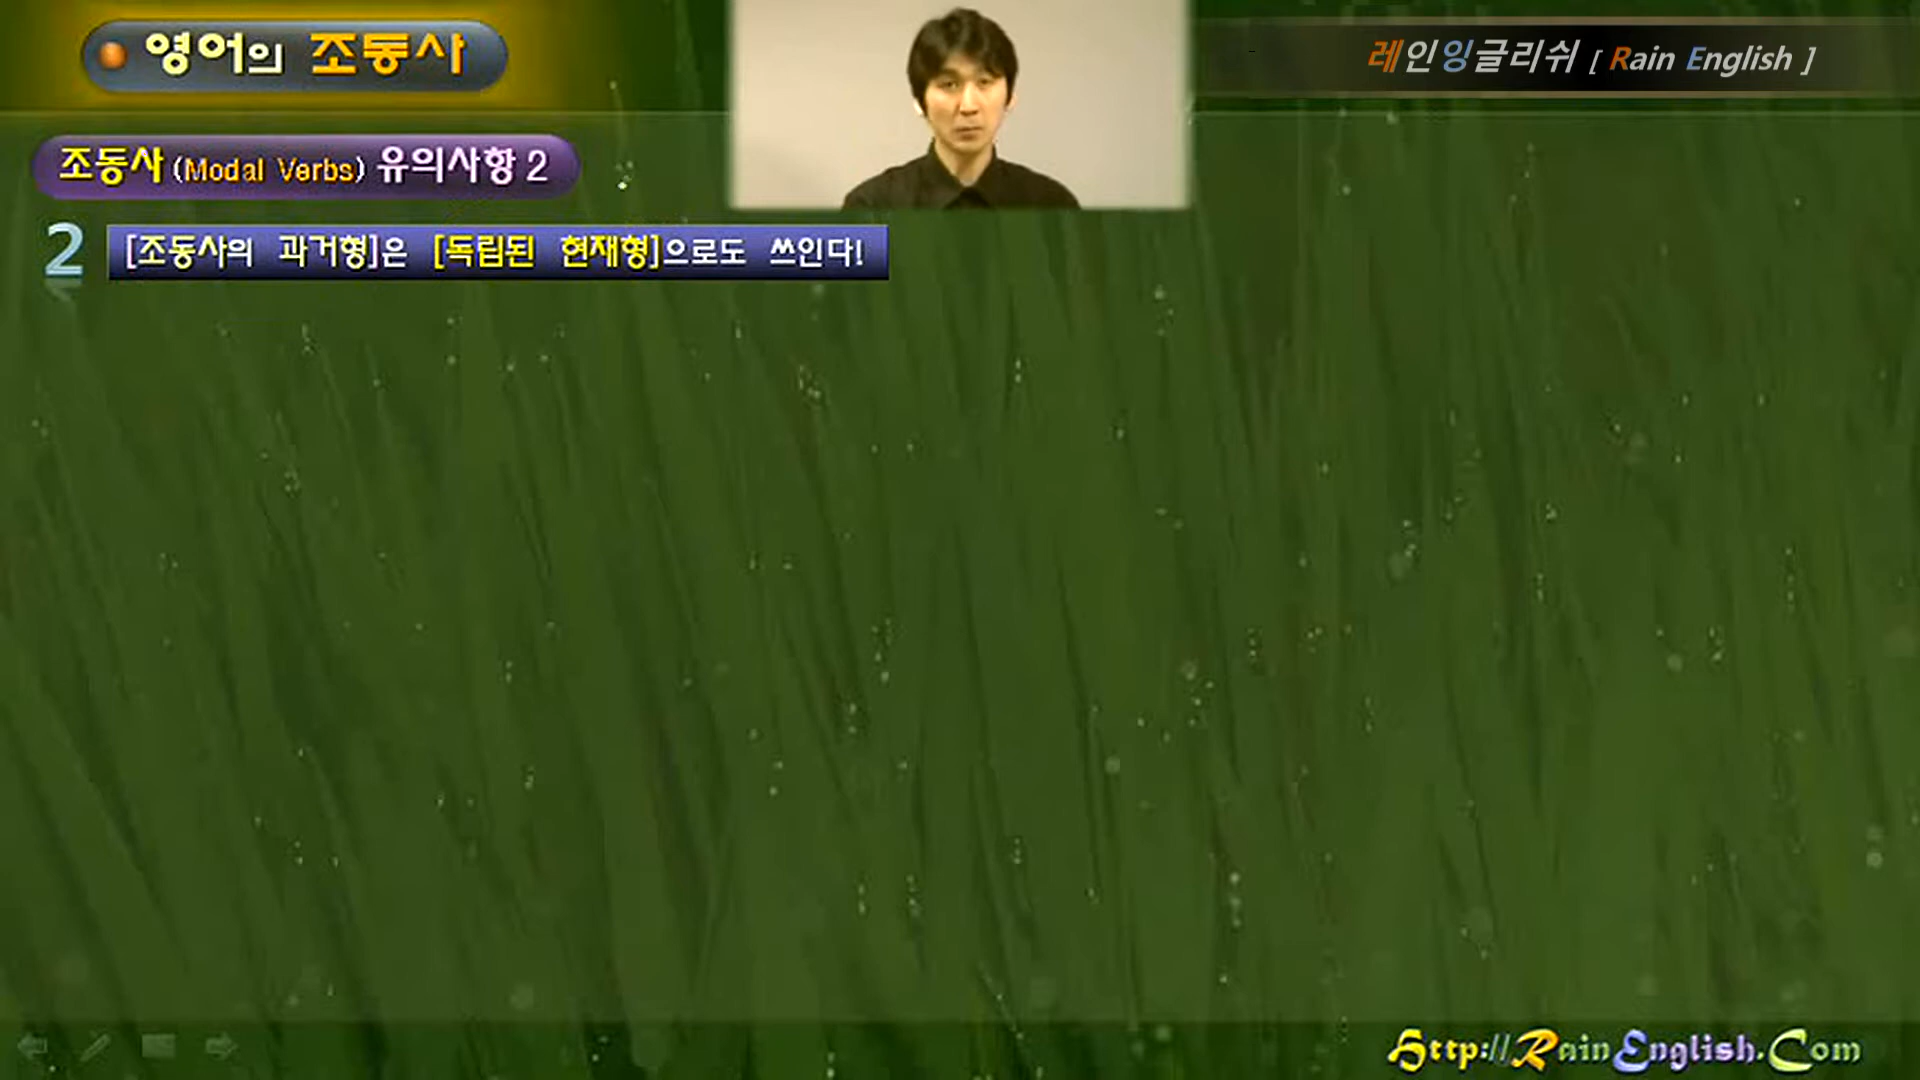 영어의 조동사
레인잉글리쉬 [ Rain English ]
조동사 (Modal Verbs) 유의사항 2
2 [조동사의 과거형]은 [독립된 현재형]으로도 쓰인다!
Http://RainEnglish.Com